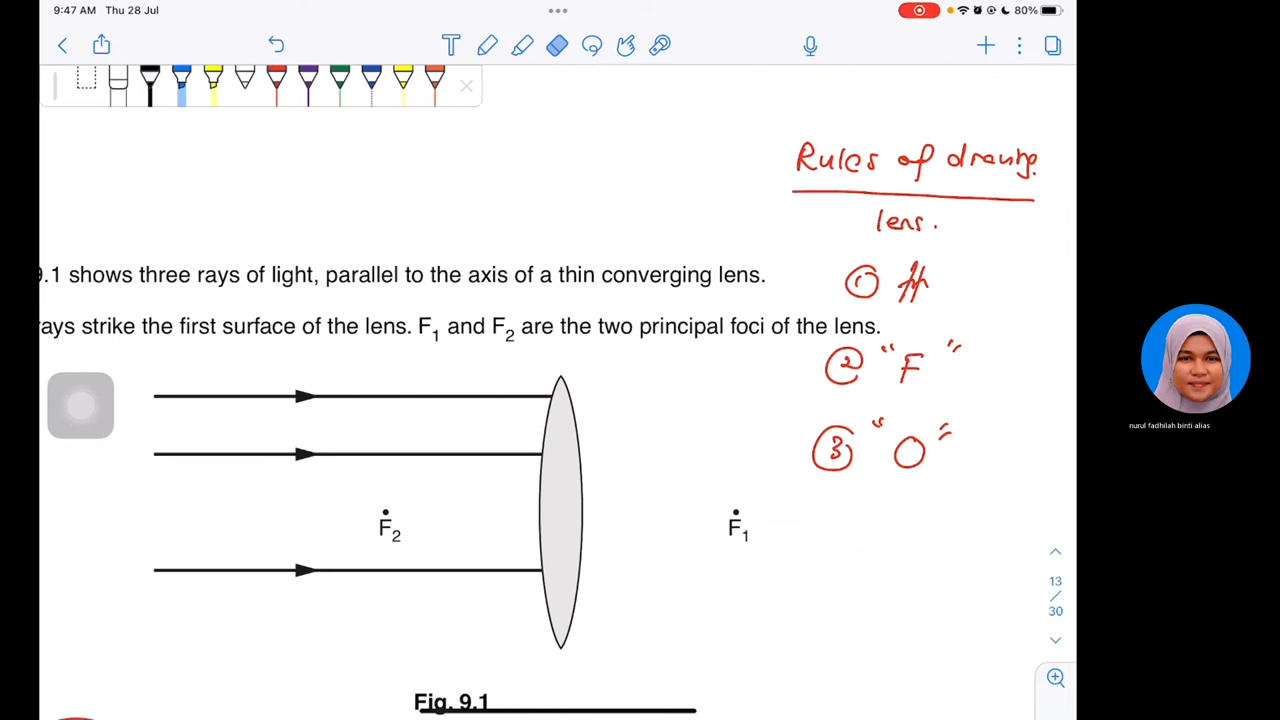 9:47 AM Thu 28 Jul
80%
T
Rules of drawing
lens.
9.1 shows three rays of light, parallel to the axis of a thin converging lens.
① //
rays strike the first surface of the lens. F₁ and F₂ are the two principal foci of the lens.
② "F"
③ "O"
F₂
F₁
nurul fadhilah binti alias
13
/
30
Fig. 9.1